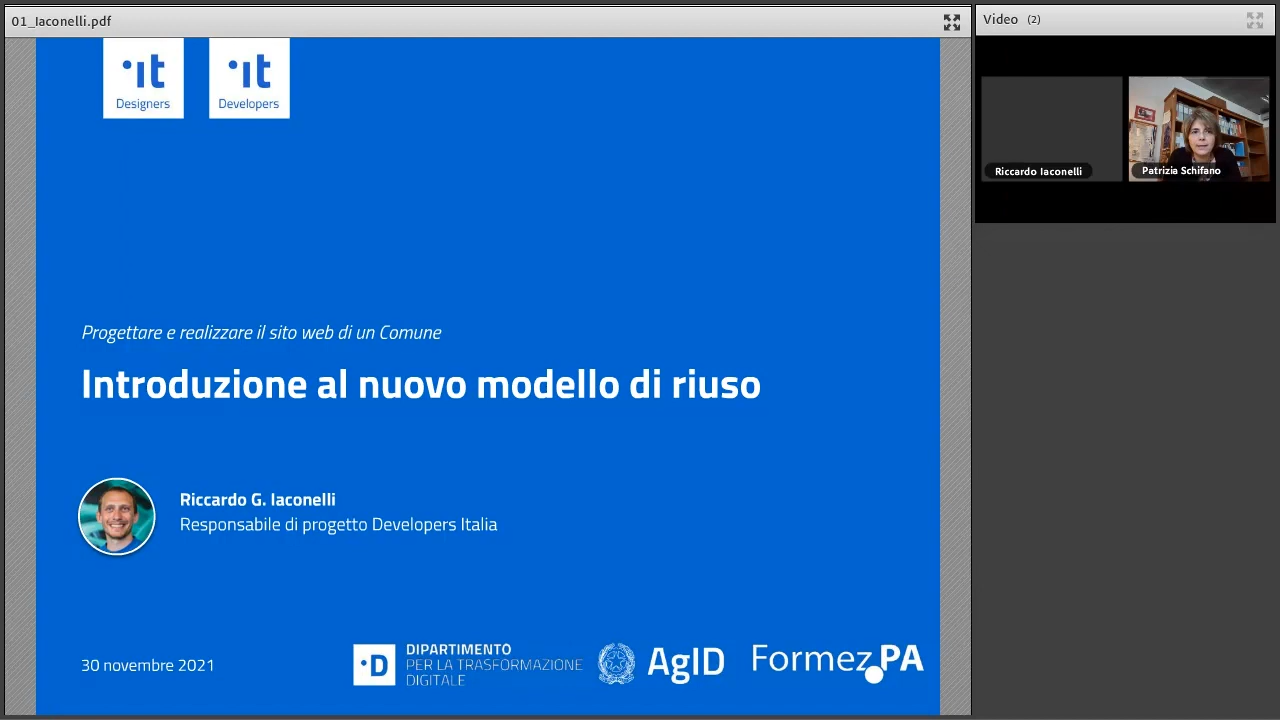 01_Iaconelli.pdf
Video (2)
it
Designers
it
Developers
Riccardo Iaconelli
Patrizia Schifano
Progettare e realizzare il sito web di un Comune
Introduzione al nuovo modello di riuso
Riccardo G. Iaconelli
Responsabile di progetto Developers Italia
30 novembre 2021
D
DIPARTIMENTO
PER LA TRASFORMAZIONE
DIGITALE
AgID
Formez PA